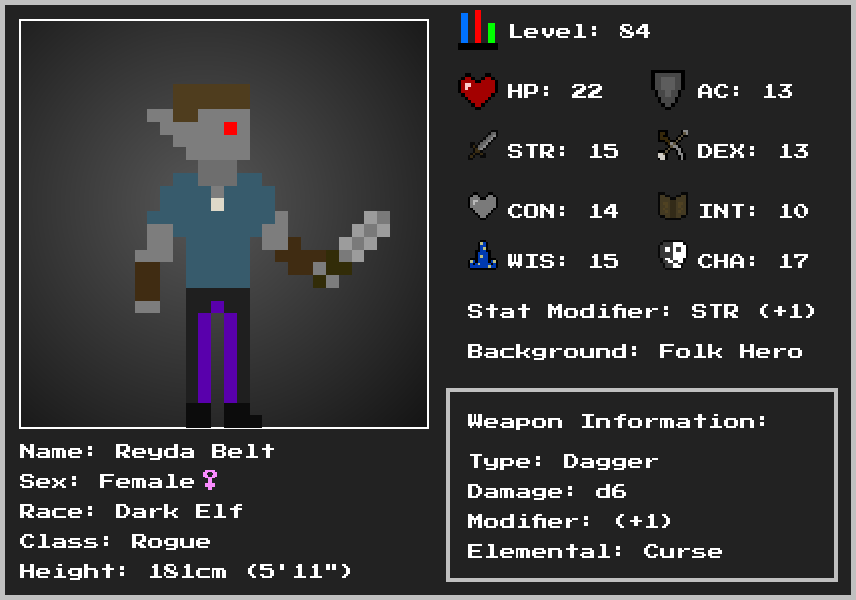 Level: 84
HP: 22 AC: 13
STR: 15 DEX: 13
CON: 14 INT: 10
WIS: 15 CHA: 17
Stat Modifier: STR (+1)
Background: Folk Hero
Weapon Information:
Type: Dagger
Damage: d6
Modifier: (+1)
Elemental: Curse
Name: Reyda Belt
Sex: Female♀
Race: Dark Elf
Class: Rogue
Height: 181cm (5'11")